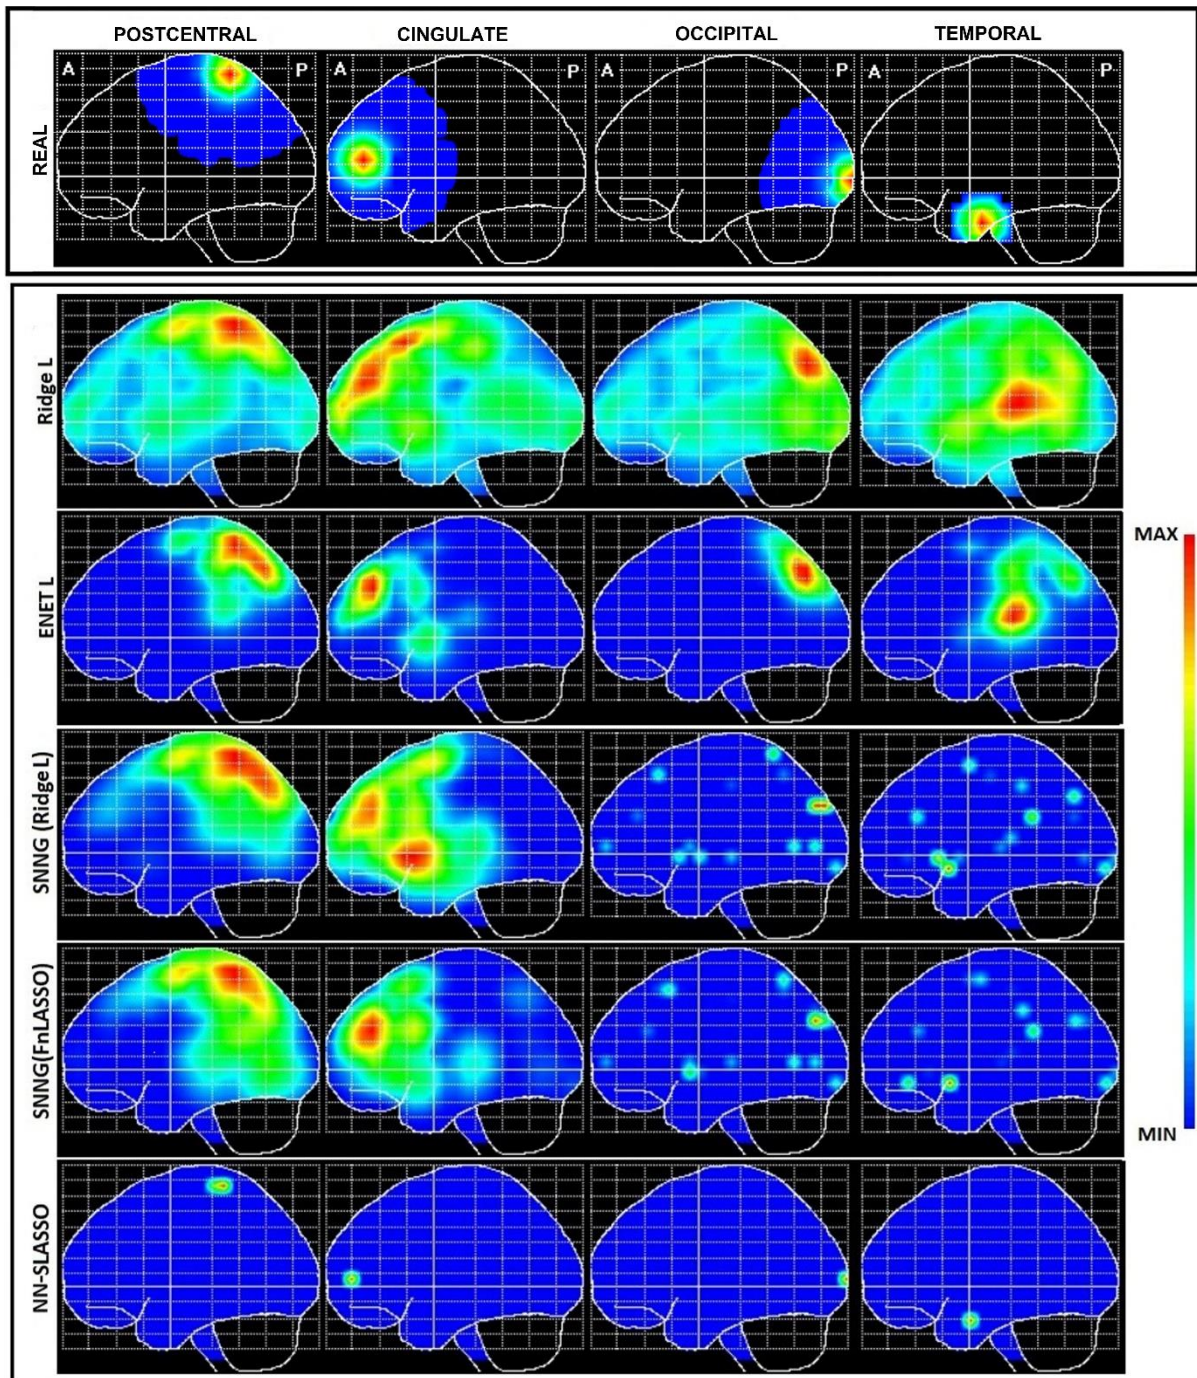 POSTCENTRAL CINGULATE OCCIPITAL TEMPORAL
REAL
A P A P A P A P
Ridge L
ENET L
MAX
SNNG (Ridge L)
SNNG(FnLASSO)
MIN
NN-SLASSO